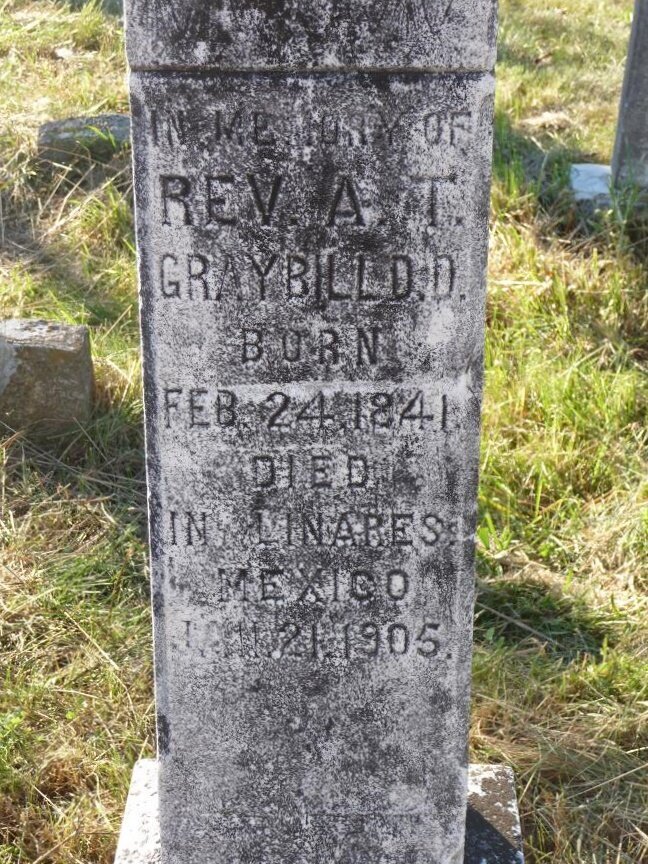 IN MEMORY OF
REV. A. T.
GRAYBILL D.D.
BORN
FEB. 24, 1841.
DIED
IN LINARES
MEXICO
21, 1905.